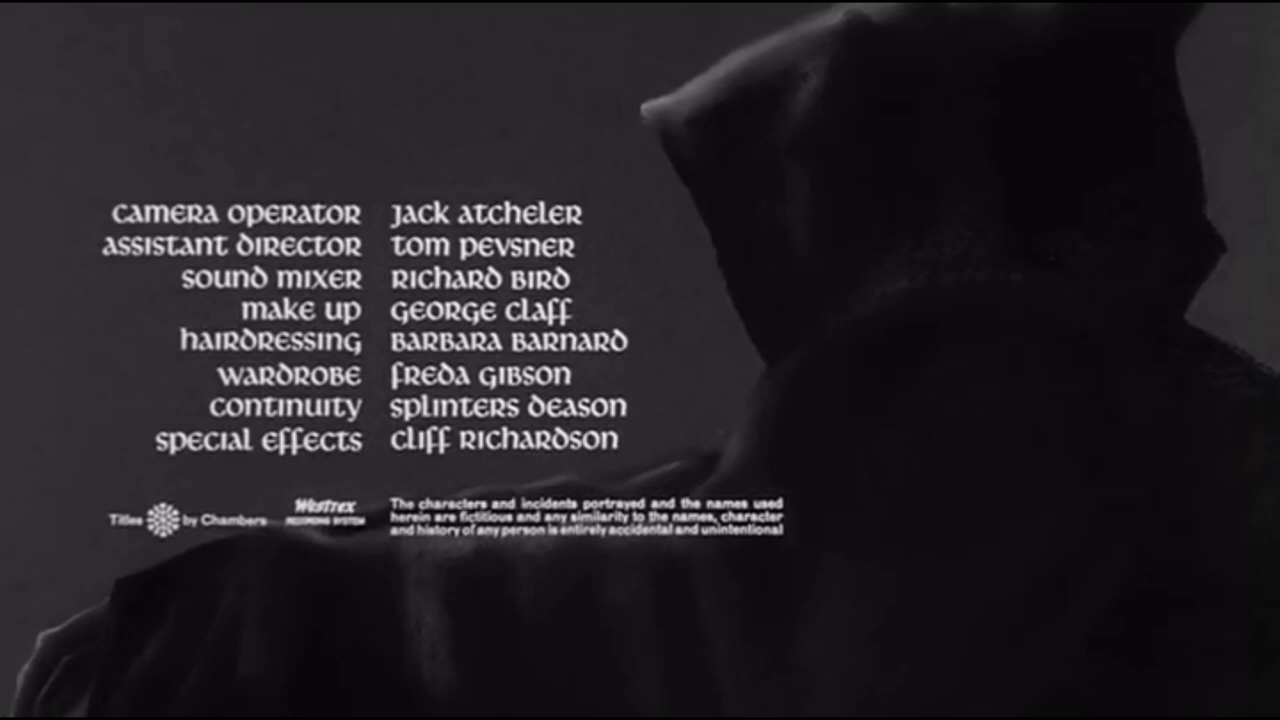 CAMERA OPERATOR JACK ATCHELER
ASSISTANT DIRECTOR TOM PEVSNER
SOUND MIXER RICHARD BIRD
MAKE UP GEORGE CLAFF
HAIRDRESSING BARBARA BARNARD
WARDROBE FREDA GIBSON
CONTINUITY SPLINTERS DEASON
SPECIAL EFFECTS CLIFF RICHARDSON
Titles by Chambers
Westrex
RECORDING SYSTEM
The characters and incidents portrayed and the names used
herein are fictitious and any similarity to the names, character
and history of any person is entirely accidental and unintentional